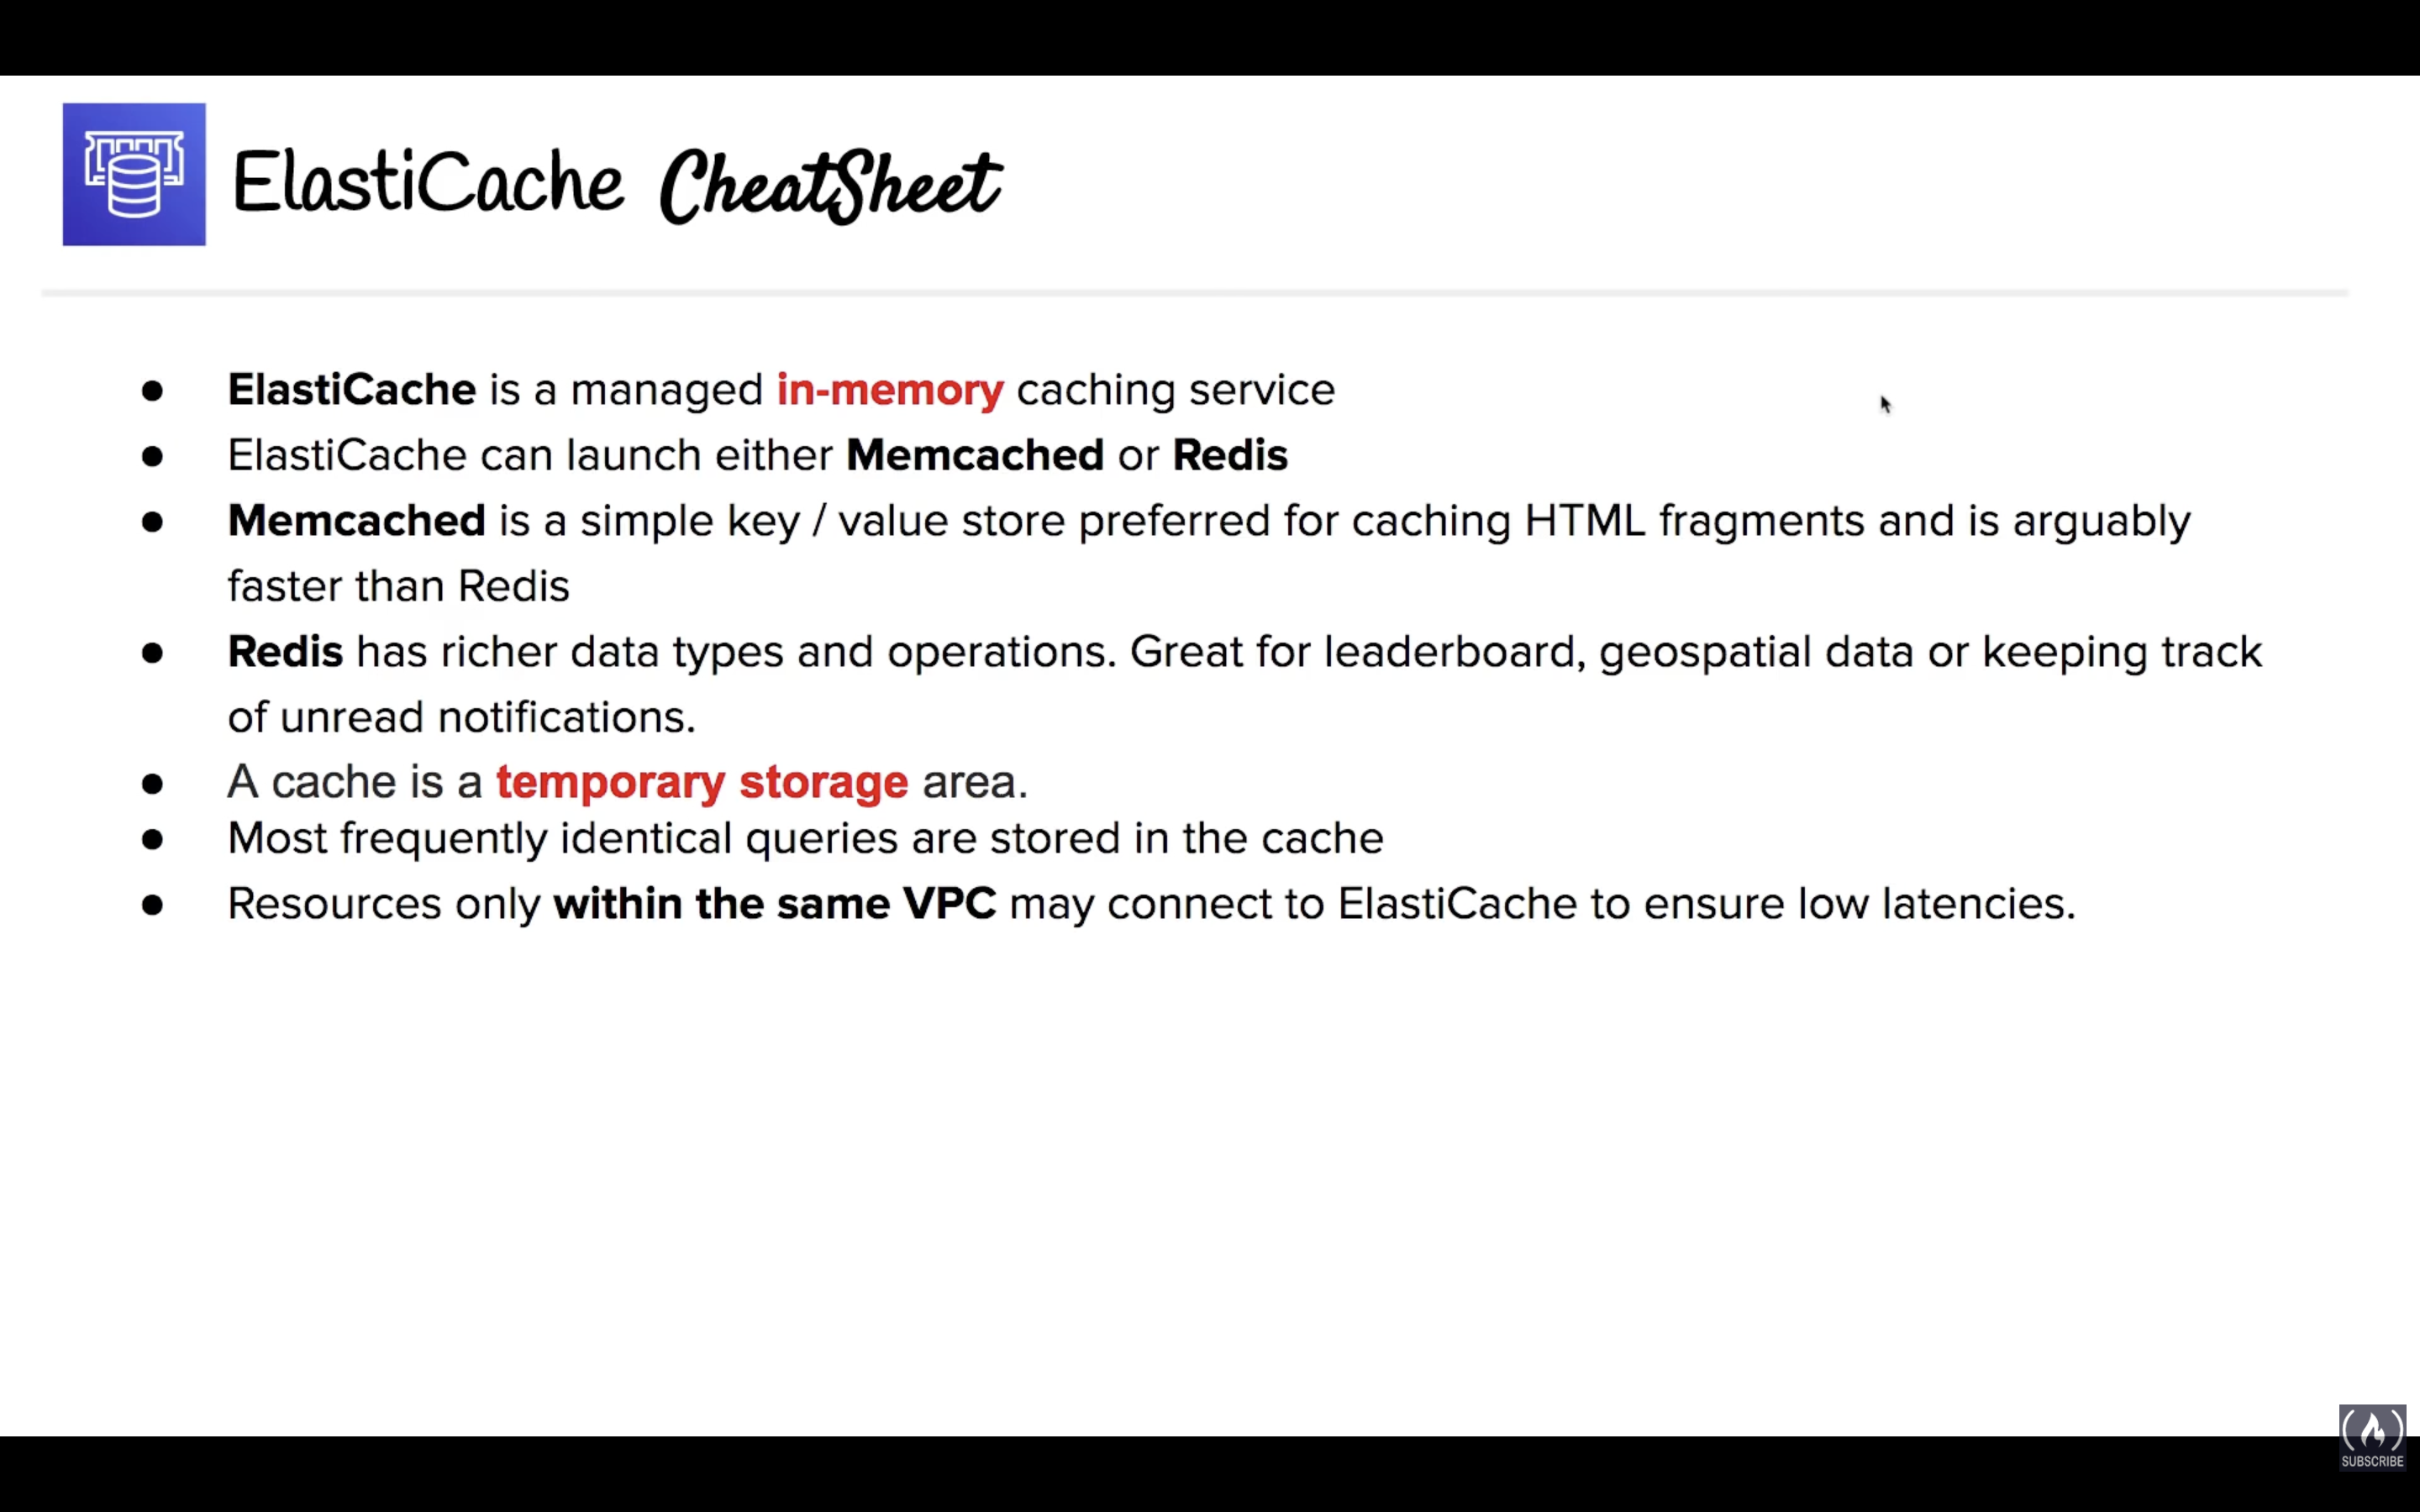 ElastiCache CheatSheet
● ElastiCache is a managed in-memory caching service
● ElastiCache can launch either Memcached or Redis
● Memcached is a simple key / value store preferred for caching HTML fragments and is arguably
faster than Redis
● Redis has richer data types and operations. Great for leaderboard, geospatial data or keeping track
of unread notifications.
● A cache is a temporary storage area.
● Most frequently identical queries are stored in the cache
● Resources only within the same VPC may connect to ElastiCache to ensure low latencies.
SUBSCRIBE